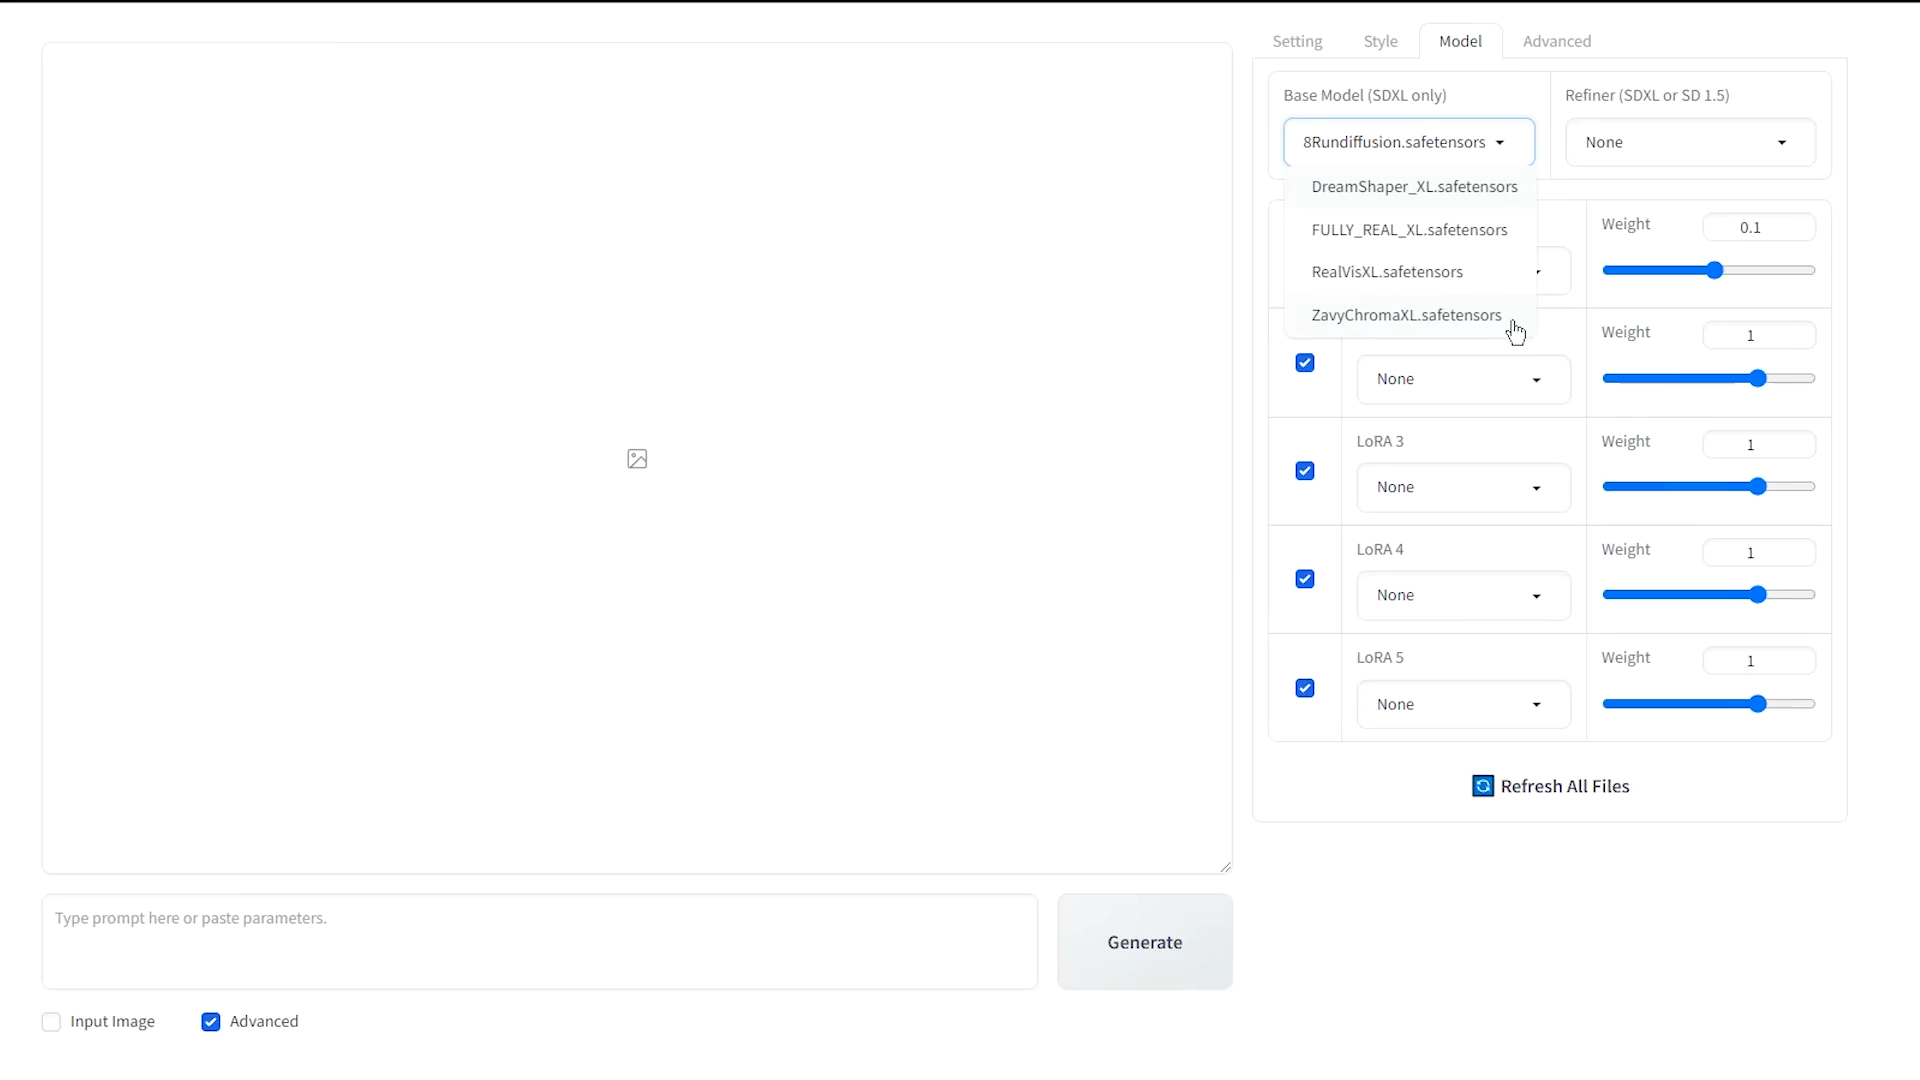 Setting Style Model Advanced
Base Model (SDXL only)
8Rundiffusion.safetensors
DreamShaper_XL.safetensors
FULLY_REAL_XL.safetensors
RealVisXL.safetensors
ZavyChromaXL.safetensors
Refiner (SDXL or SD 1.5)
None
Weight 0.1
None
Weight 1
LoRA 3
None
Weight 1
LoRA 4
None
Weight 1
LoRA 5
None
Weight 1
Refresh All Files
Type prompt here or paste parameters.
Generate
Input Image Advanced